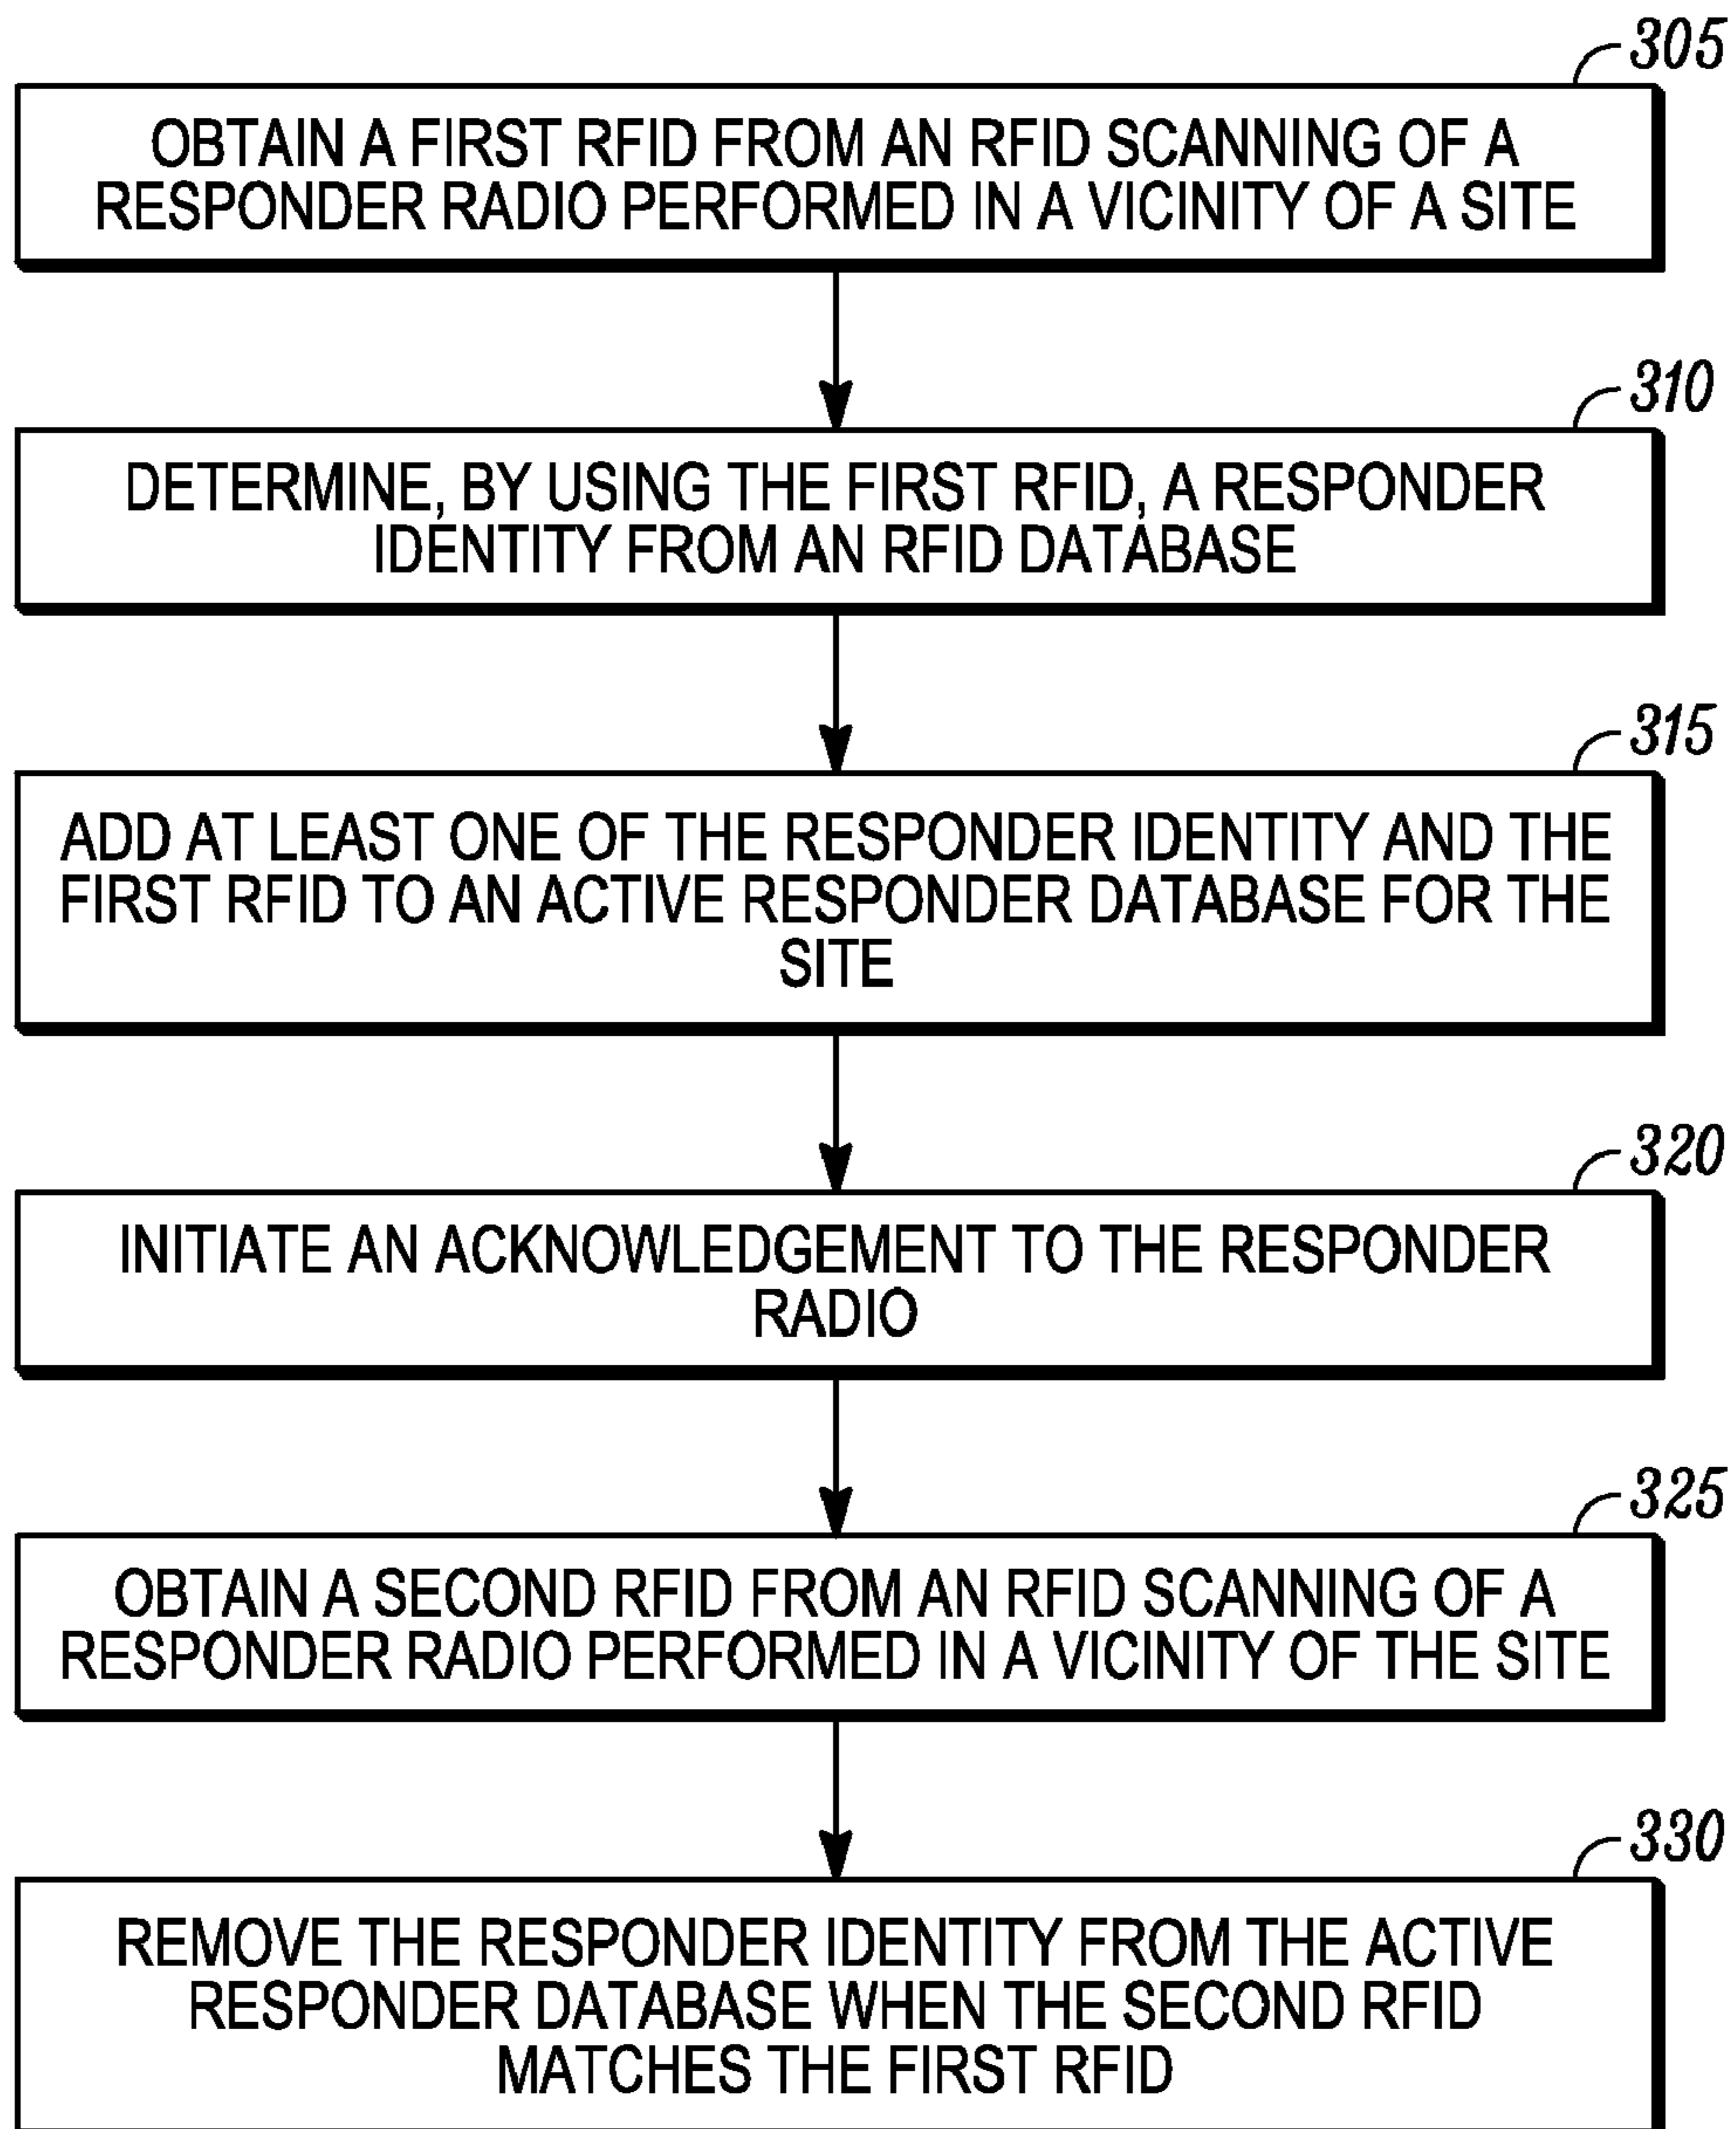 305
OBTAIN A FIRST RFID FROM AN RFID SCANNING OF A
RESPONDER RADIO PERFORMED IN A VICINITY OF A SITE
310
DETERMINE, BY USING THE FIRST RFID, A RESPONDER
IDENTITY FROM AN RFID DATABASE
315
ADD AT LEAST ONE OF THE RESPONDER IDENTITY AND THE
FIRST RFID TO AN ACTIVE RESPONDER DATABASE FOR THE
SITE
320
INITIATE AN ACKNOWLEDGEMENT TO THE RESPONDER
RADIO
325
OBTAIN A SECOND RFID FROM AN RFID SCANNING OF A
RESPONDER RADIO PERFORMED IN A VICINITY OF THE SITE
330
REMOVE THE RESPONDER IDENTITY FROM THE ACTIVE
RESPONDER DATABASE WHEN THE SECOND RFID
MATCHES THE FIRST RFID